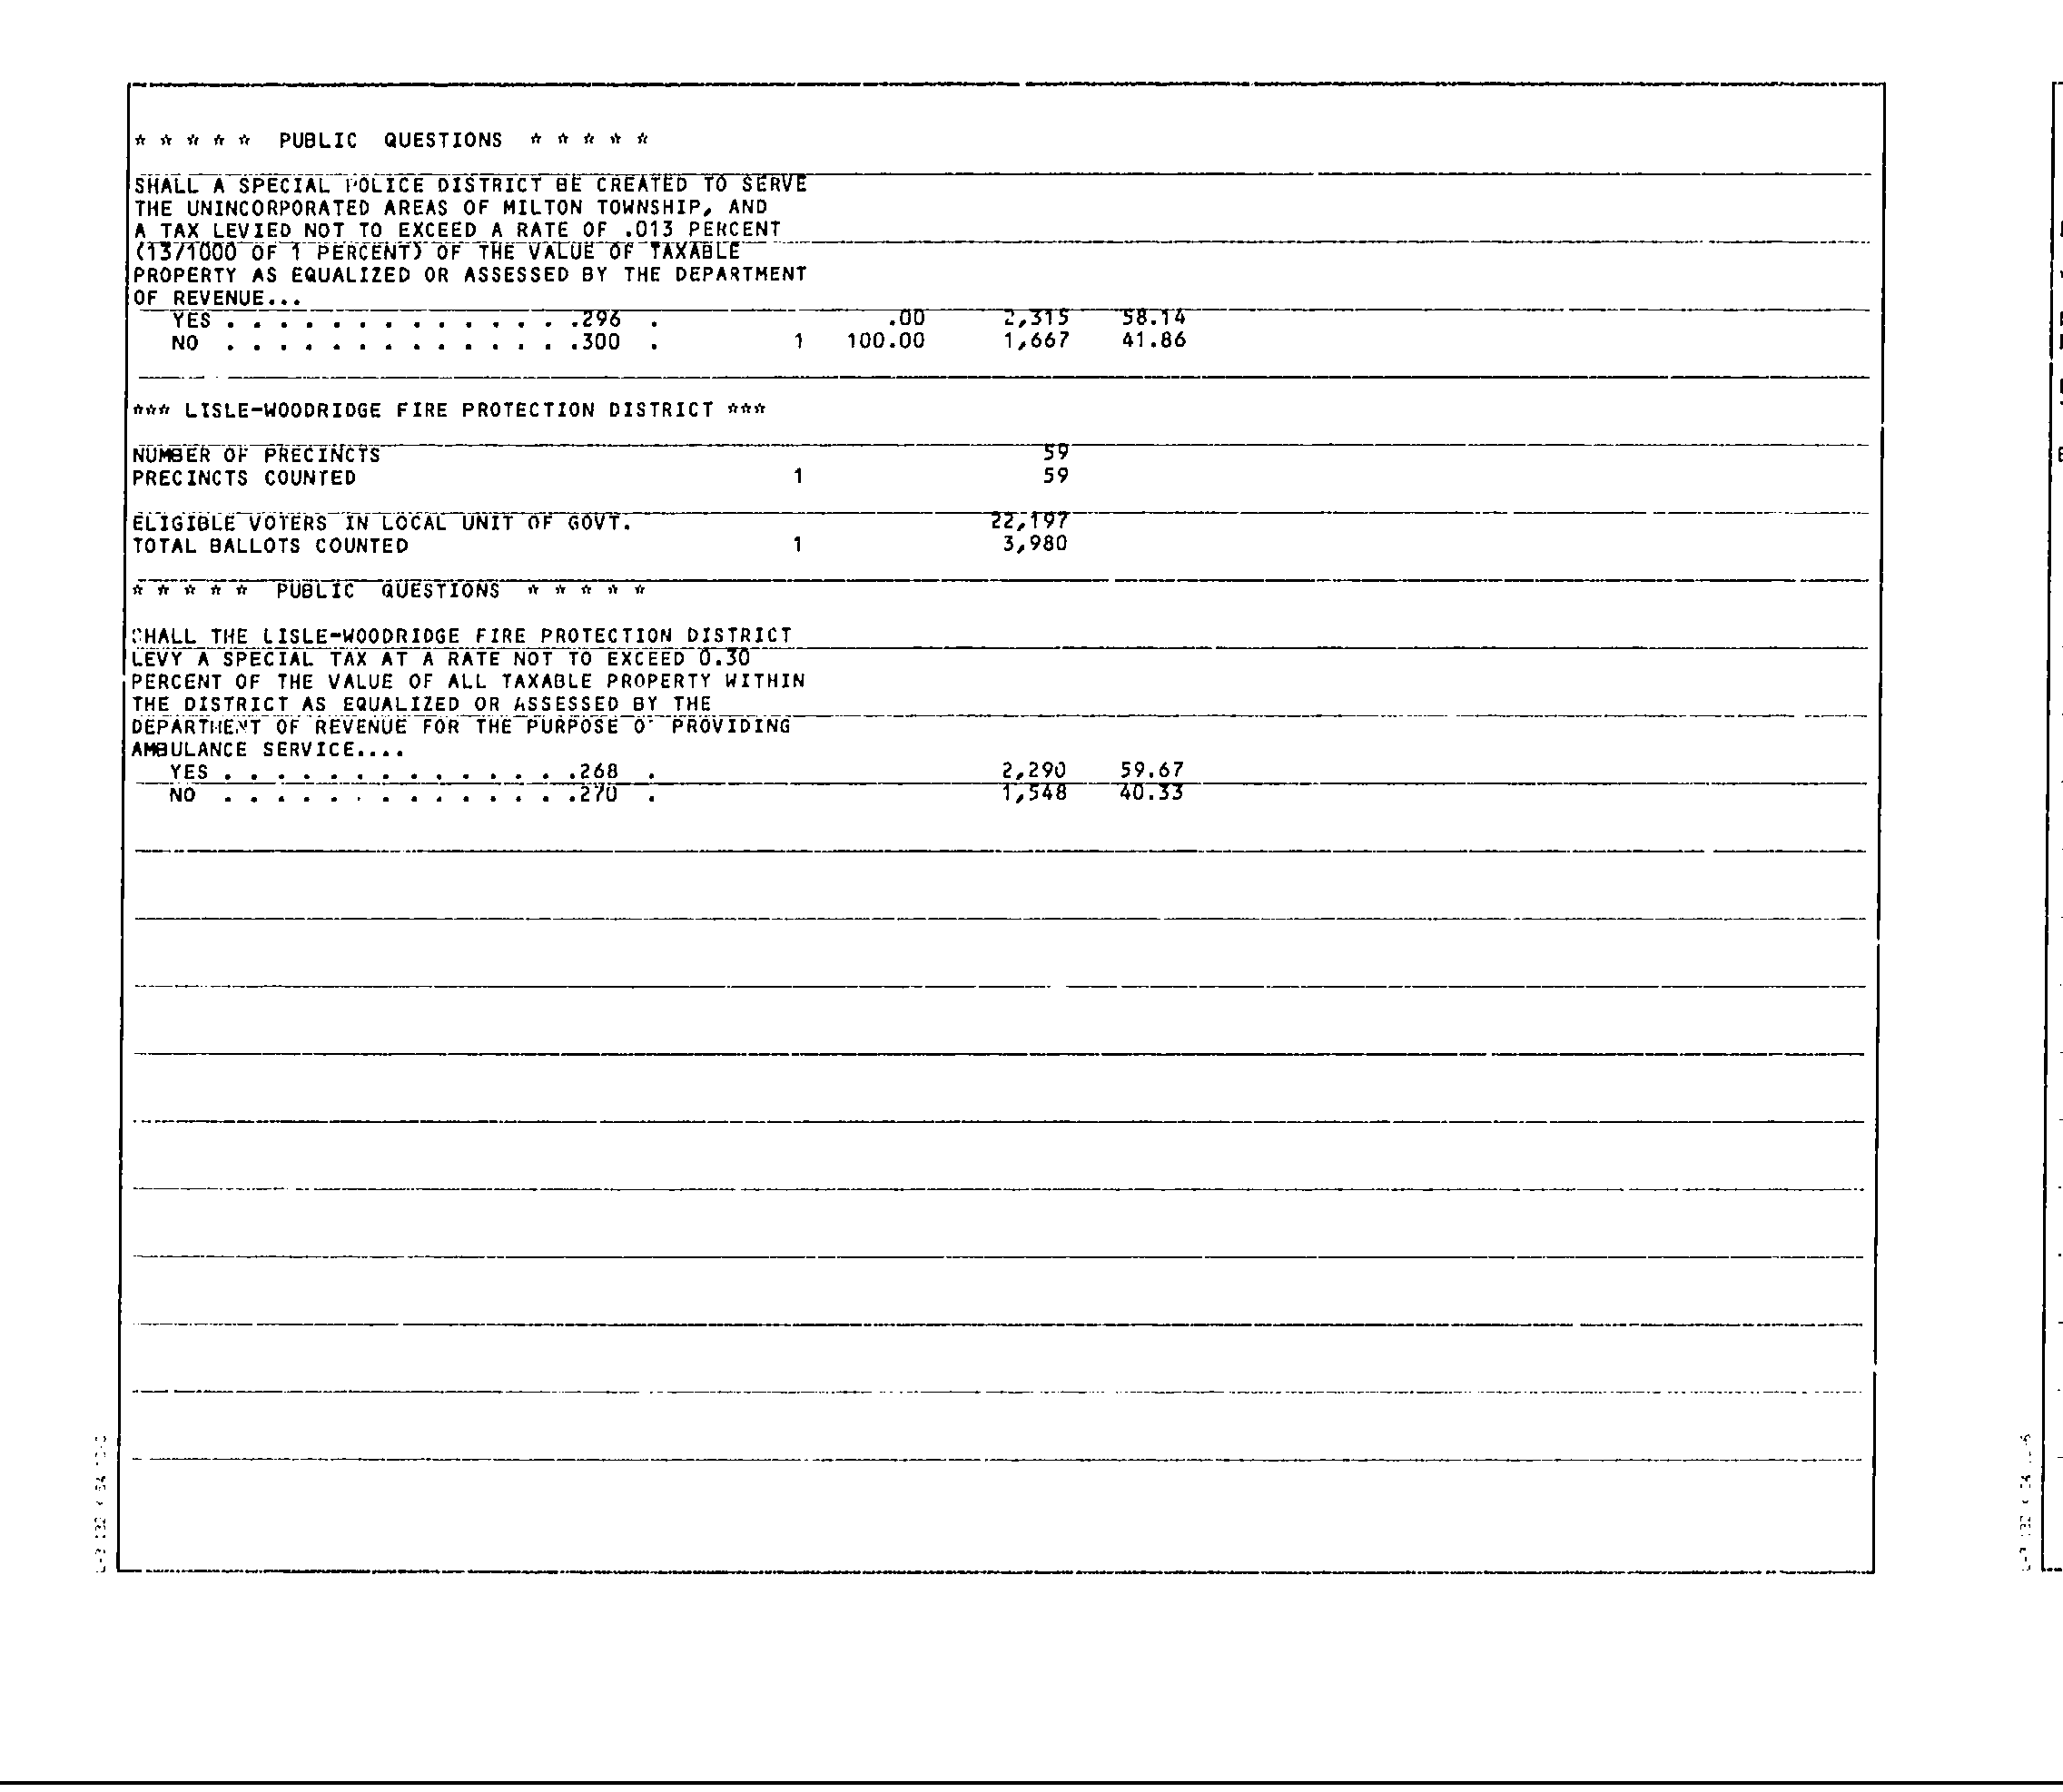 * * * * * PUBLIC QUESTIONS * * * * *
SHALL A SPECIAL POLICE DISTRICT BE CREATED TO SERVE
THE UNINCORPORATED AREAS OF MILTON TOWNSHIP, AND
A TAX LEVIED NOT TO EXCEED A RATE OF .013 PERCENT
(13/1000 OF 1 PERCENT) OF THE VALUE OF TAXABLE
PROPERTY AS EQUALIZED OR ASSESSED BY THE DEPARTMENT
OF REVENUE...
YES . . . . . . . . . . . . . .296 . .00 2,315 58.14
NO . . . . . . . . . . . . . .300 . 1 100.00 1,667 41.86
*** LISLE-WOODRIDGE FIRE PROTECTION DISTRICT ***
NUMBER OF PRECINCTS 59
PRECINCTS COUNTED 1 59
ELIGIBLE VOTERS IN LOCAL UNIT OF GOVT. 22,197
TOTAL BALLOTS COUNTED 1 3,980
* * * * * PUBLIC QUESTIONS * * * * *
SHALL THE LISLE-WOODRIDGE FIRE PROTECTION DISTRICT
LEVY A SPECIAL TAX AT A RATE NOT TO EXCEED 0.30
PERCENT OF THE VALUE OF ALL TAXABLE PROPERTY WITHIN
THE DISTRICT AS EQUALIZED OR ASSESSED BY THE
DEPARTMENT OF REVENUE FOR THE PURPOSE OF PROVIDING
AMBULANCE SERVICE....
YES . . . . . . . . . . . . . .268 . 2,290 59.67
NO . . . . . . . . . . . . . .270 . 1,548 40.33